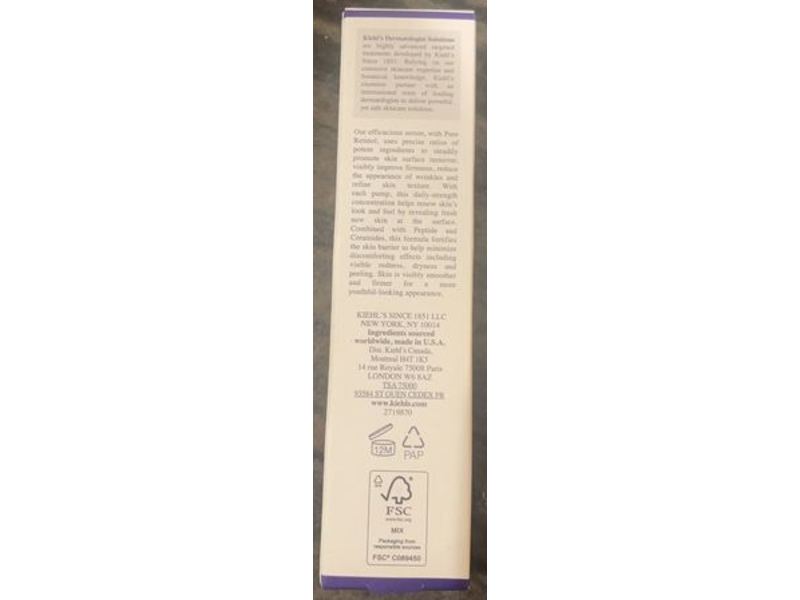 Kiehl's Dermatologist Solutions
are highly advanced targeted
treatments developed by Kiehl's
Since 1851. Relying on our
extensive skincare expertise and
botanical knowledge, Kiehl's
chemists partner with an
international team of leading
dermatologists to deliver powerful,
yet safe skincare solutions.
Our efficacious serum, with Pure
Retinol, uses precise ratios of
potent ingredients to steadily
promote skin surface turnover,
visibly improve firmness, reduce
the appearance of wrinkles and
refine skin texture. With
each pump, this daily-strength
concentration helps renew skin's
look and feel by revealing fresh
new skin at the surface.
Combined with Peptide and
Ceramides, this formula fortifies
the skin barrier to help minimize
discomforting effects including
visible redness, dryness and
peeling. Skin is visibly smoother
and firmer for a more
youthful-looking appearance.
KIEHL'S SINCE 1851 LLC
NEW YORK, NY 10014
Ingredients sourced
worldwide, made in U.S.A.
Dist. Kiehl's Canada,
Montreal H4T 1K5
14 rue Royale 75008 Paris
LONDON W6 8AZ
TSA 75000
93584 ST OUEN CEDEX FR
www.kiehls.com
2719870
12M
PAP
FSC
www.fsc.org
MIX
Packaging from
responsible sources
FSC® C089450